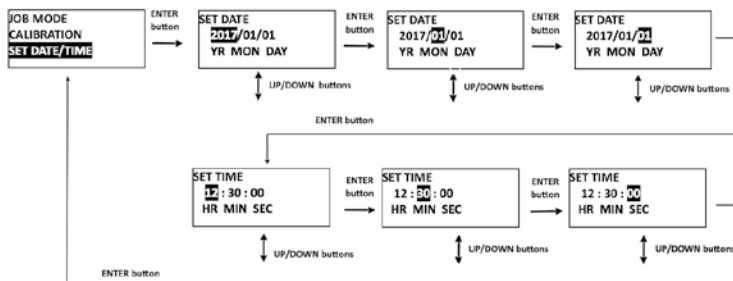 JOB MODE
CALIBRATION
SET DATE/TIME
ENTER
button
SET DATE
2017/01/01
YR MON DAY
ENTER
button
SET DATE
2017/01/01
YR MON DAY
ENTER
button
SET DATE
2017/01/01
YR MON DAY
UP/DOWN buttons
UP/DOWN buttons
UP/DOWN buttons
ENTER button
SET TIME
12 : 30 : 00
HR MIN SEC
ENTER
button
SET TIME
12 : 30 : 00
HR MIN SEC
ENTER
button
SET TIME
12 : 30 : 00
HR MIN SEC
UP/DOWN buttons
UP/DOWN buttons
UP/DOWN buttons
ENTER button